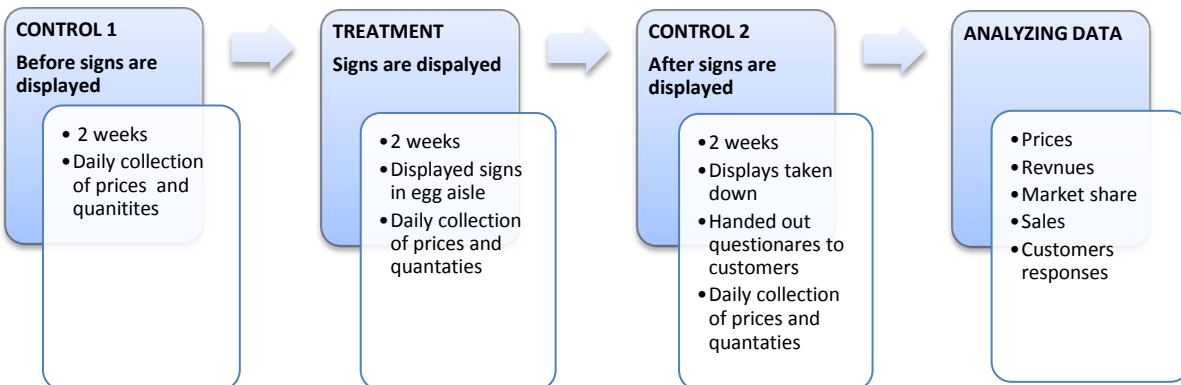 CONTROL 1
Before signs are
displayed
• 2 weeks
• Daily collection
of prices and
quanitites
TREATMENT
Signs are dispalyed
• 2 weeks
• Displayed signs
in egg aisle
• Daily collection
of prices and
quantaties
CONTROL 2
After signs are
displayed
• 2 weeks
• Displays taken
down
• Handed out
questionares to
customers
• Daily collection
of prices and
quantaties
ANALYZING DATA
• Prices
• Revnues
• Market share
• Sales
• Customers
responses